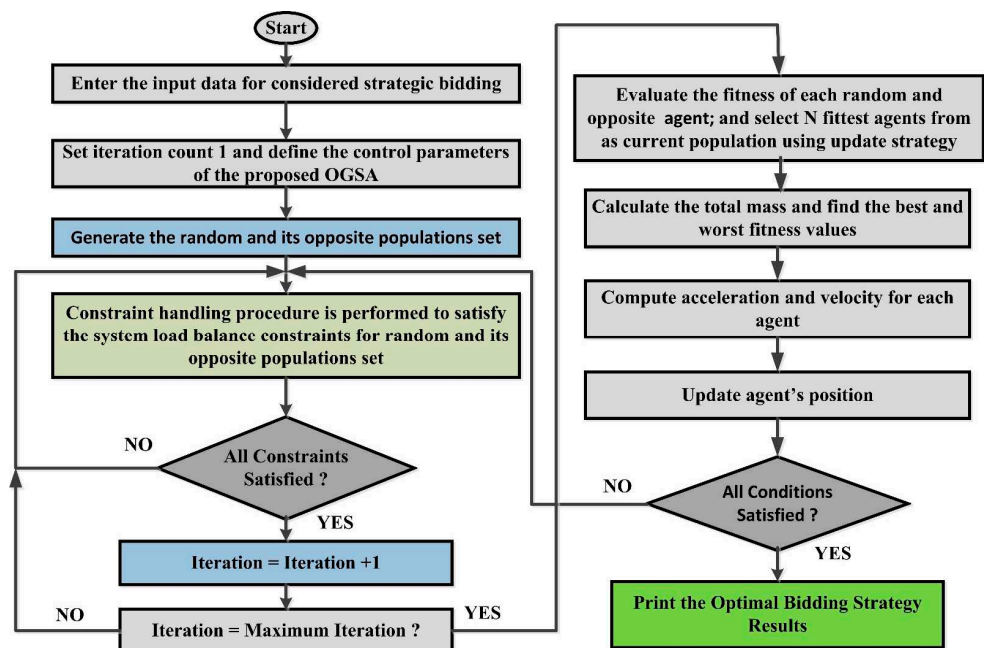 Start
Enter the input data for considered strategic bidding
Set iteration count 1 and define the control parameters
of the proposed OGSA
Generate the random and its opposite populations set
Constraint handling procedure is performed to satisfy
the system load balance constraints for random and its
opposite populations set
NO
All Constraints
Satisfied ?
YES
Iteration = Iteration +1
NO
Iteration = Maximum Iteration ?
YES
Evaluate the fitness of each random and
opposite agent; and select N fittest agents from
as current population using update strategy
Calculate the total mass and find the best and
worst fitness values
Compute acceleration and velocity for each
agent
Update agent's position
NO
All Conditions
Satisfied ?
YES
Print the Optimal Bidding Strategy
Results